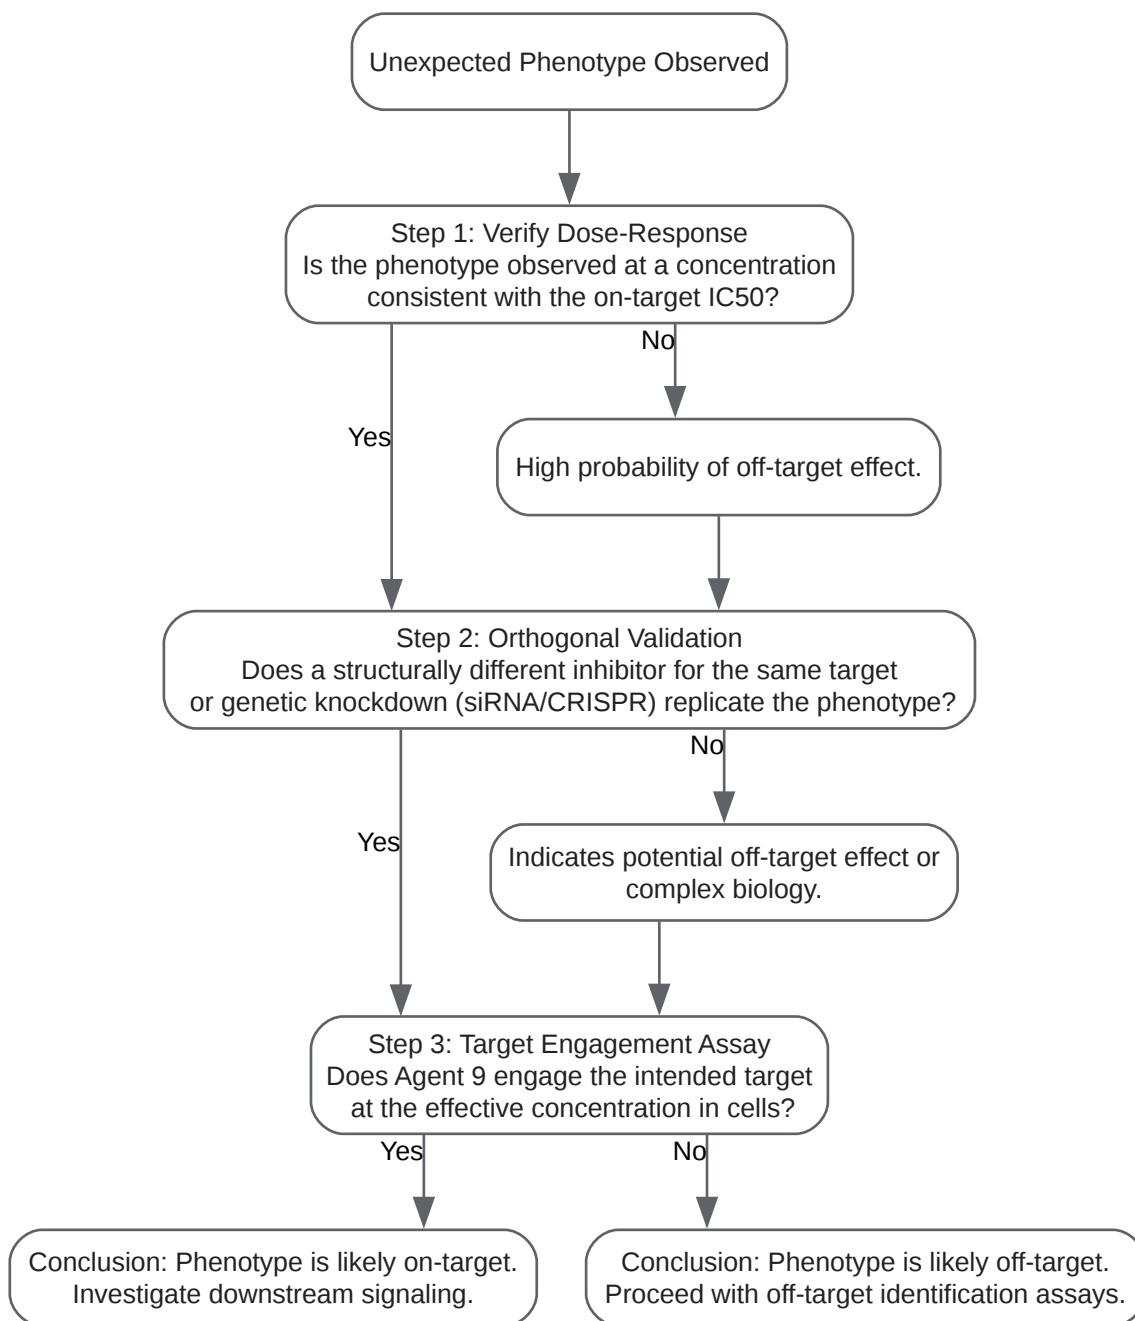 Unexpected Phenotype Observed
Step 1: Verify Dose-Response
Is the phenotype observed at a concentration
consistent with the on-target IC50?
No
Yes
High probability of off-target effect.
Step 2: Orthogonal Validation
Does a structurally different inhibitor for the same target
or genetic knockdown (siRNA/CRISPR) replicate the phenotype?
No
Yes
Indicates potential off-target effect or
complex biology.
Step 3: Target Engagement Assay
Does Agent 9 engage the intended target
at the effective concentration in cells?
Yes
No
Conclusion: Phenotype is likely on-target.
Investigate downstream signaling.
Conclusion: Phenotype is likely off-target.
Proceed with off-target identification assays.